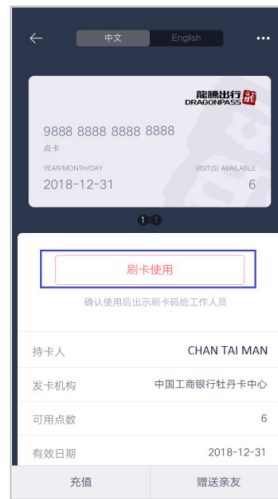 中文 English
龍騰出行
DRAGONPASS
9888 8888 8888 8888
点卡
YEAR/MONTH/DAY VISIT(S) AVAILABLE
2018-12-31 6
刷卡使用
确认使用后出示刷卡码给工作人员
持卡人 CHAN TAI MAN
发卡机构 中国工商银行牡丹卡中心
可用点数 6
有效日期 2018-12-31
充值 赠送亲友